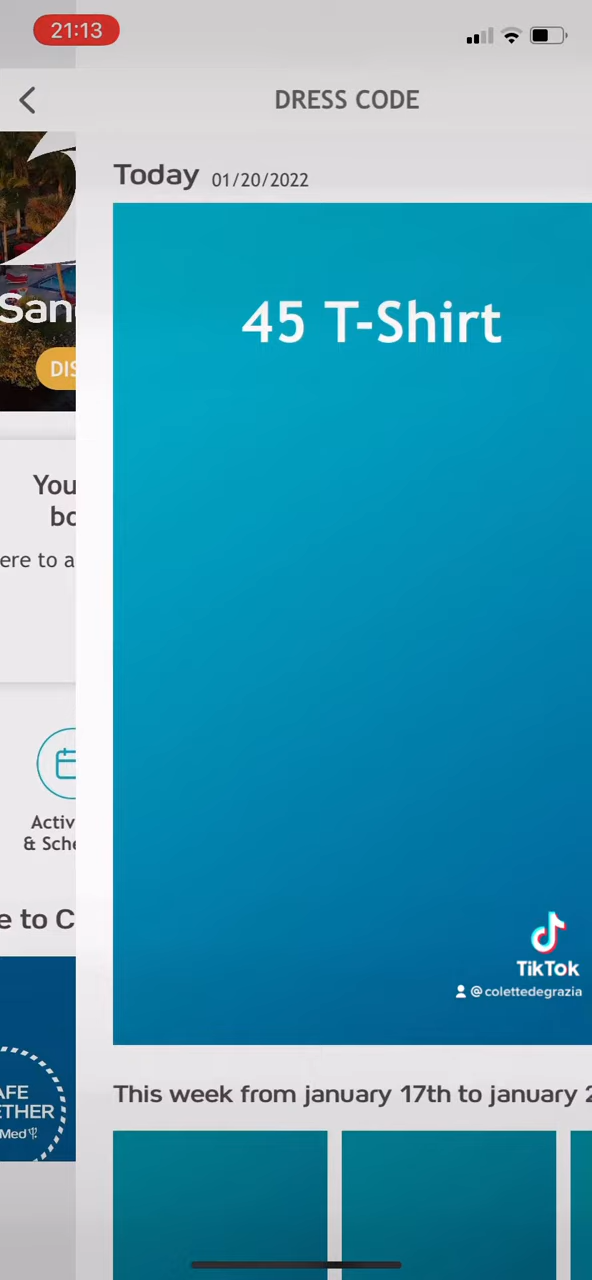 21:13
DRESS CODE
Today 01/20/2022
45 T-Shirt
San
DIS
You
bo
ere to a
Activ
& Sche
e to C
TikTok
@colettedegrazia
AFE
ETHER
Med
This week from january 17th to january 2